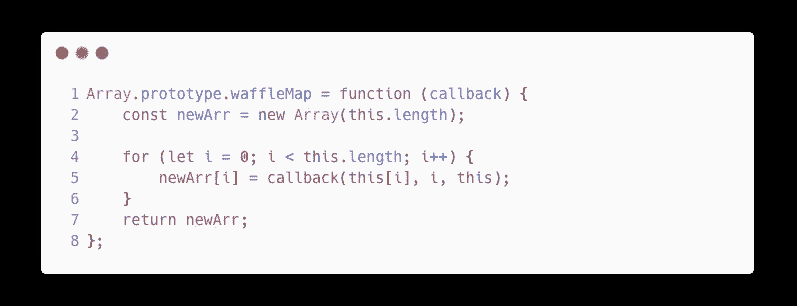 1 Array.prototype.waffleMap = function (callback) {
2     const newArr = new Array(this.length);
3
4     for (let i = 0; i < this.length; i++) {
5         newArr[i] = callback(this[i], i, this);
6     }
7     return newArr;
8 };